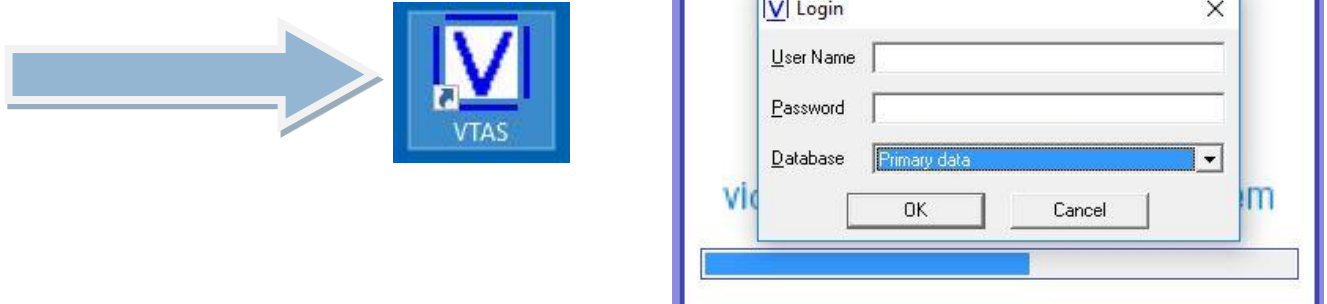 V
VTAS
V Login
User Name
Password
Database Primary data
OK Cancel